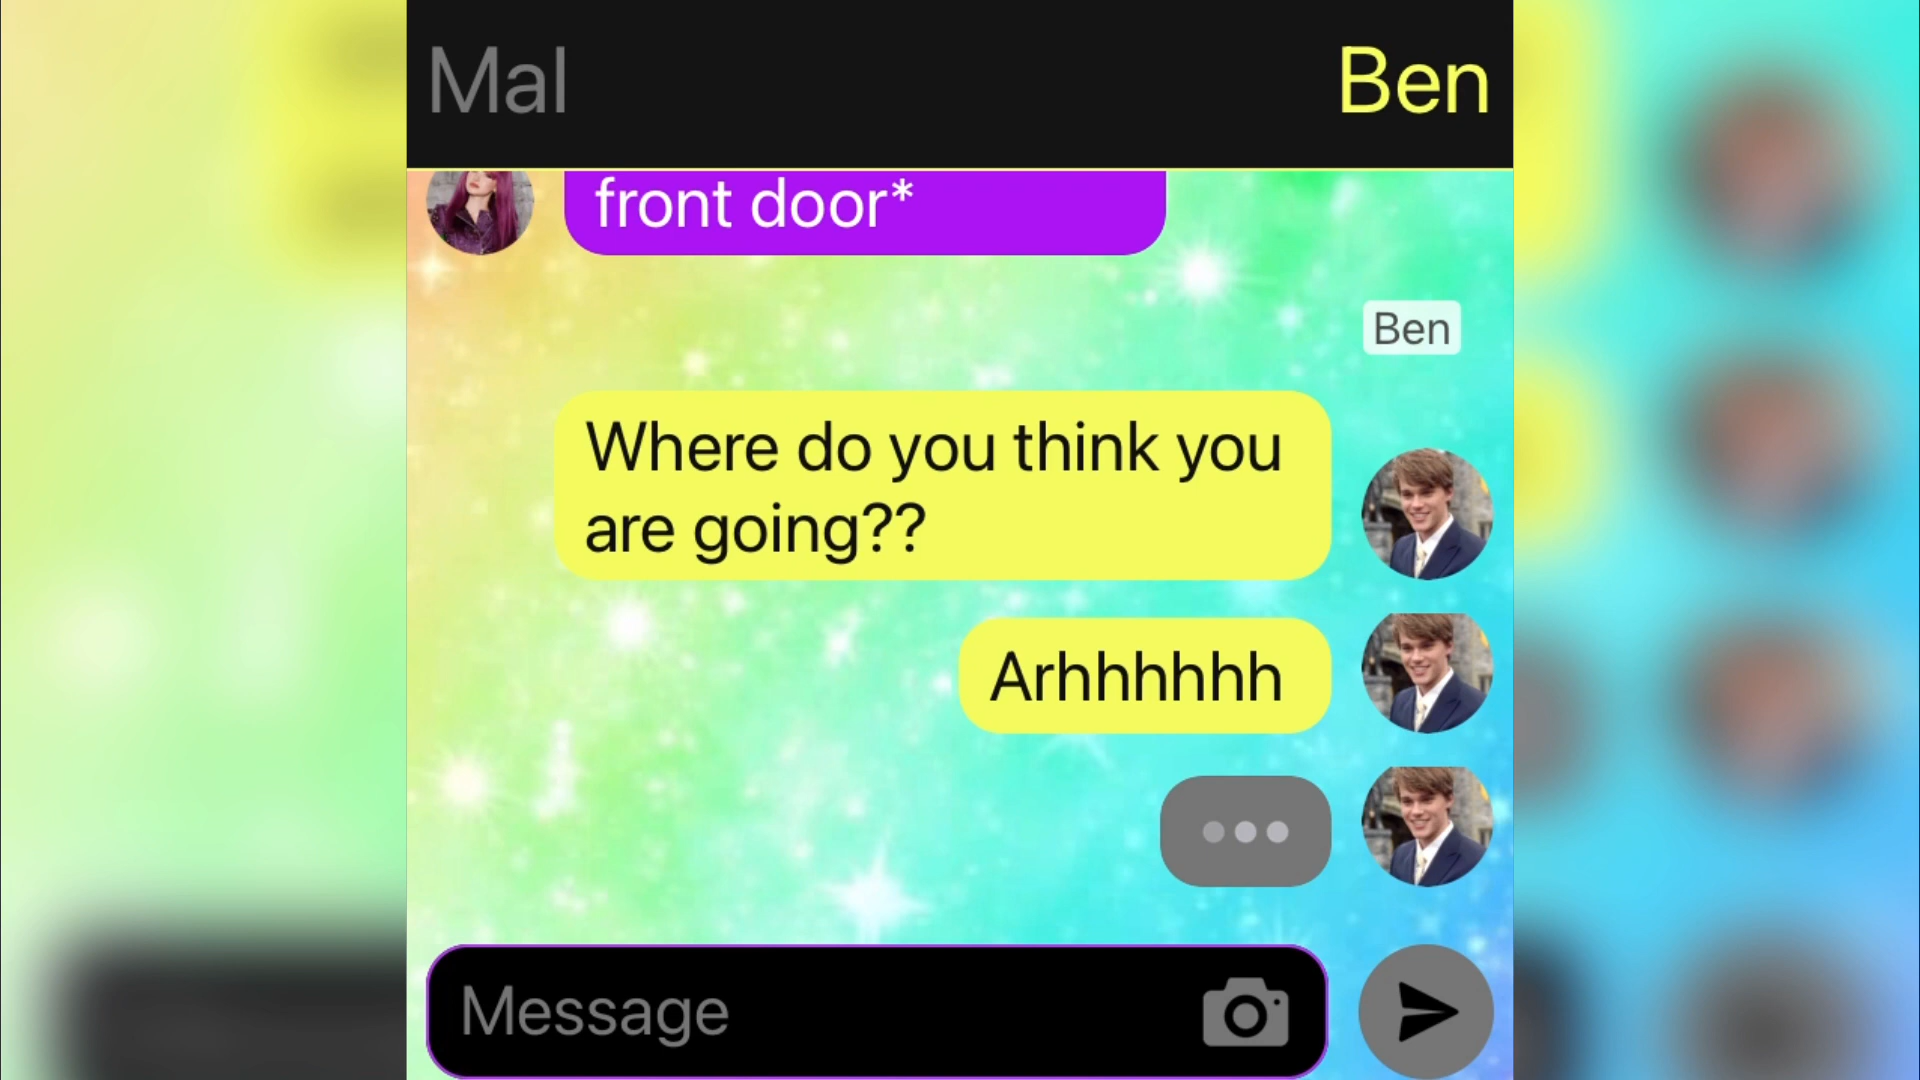 Mal
Ben
front door*
Ben
Where do you think you
are going??
Arhhhhhh
Message